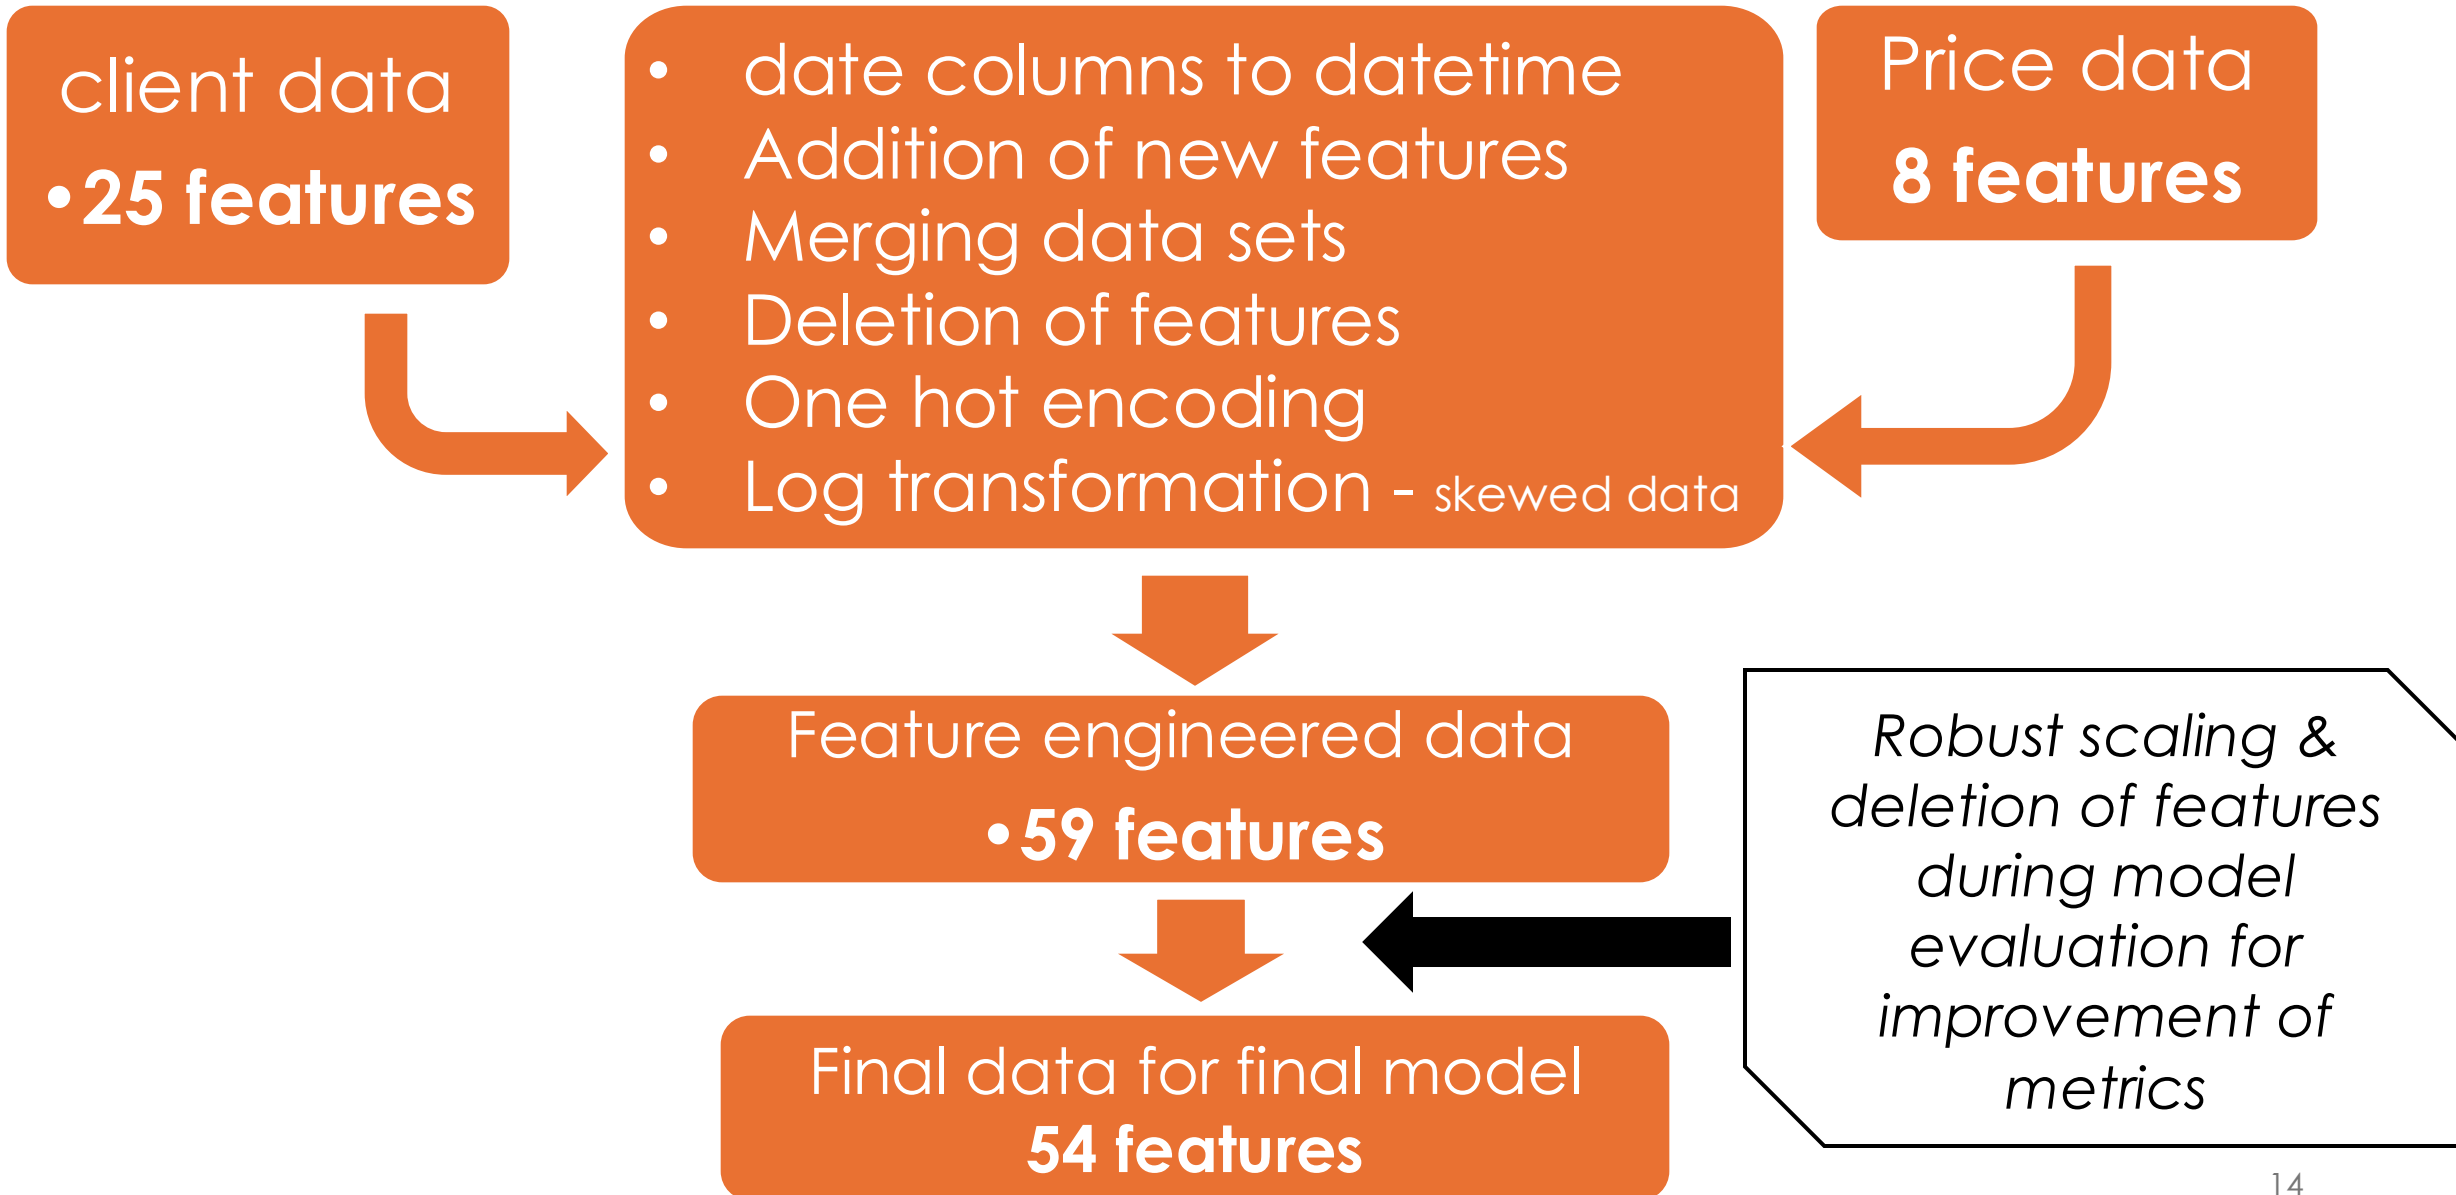 client data
•25 features
• date columns to datetime
• Addition of new features
• Merging data sets
• Deletion of features
• One hot encoding
• Log transformation - skewed data
Price data
8 features
Feature engineered data
•59 features
Robust scaling &
deletion of features
during model
evaluation for
improvement of
metrics
Final data for final model
54 features
14